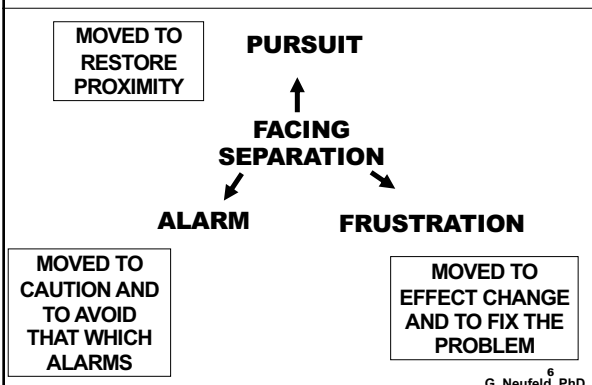 MOVED TO
RESTORE
PROXIMITY
PURSUIT
FACING
SEPARATION
ALARM
FRUSTRATION
MOVED TO
CAUTION AND
TO AVOID
THAT WHICH
ALARMS
MOVED TO
EFFECT CHANGE
AND TO FIX THE
PROBLEM
6
G. Neufeld, PhD